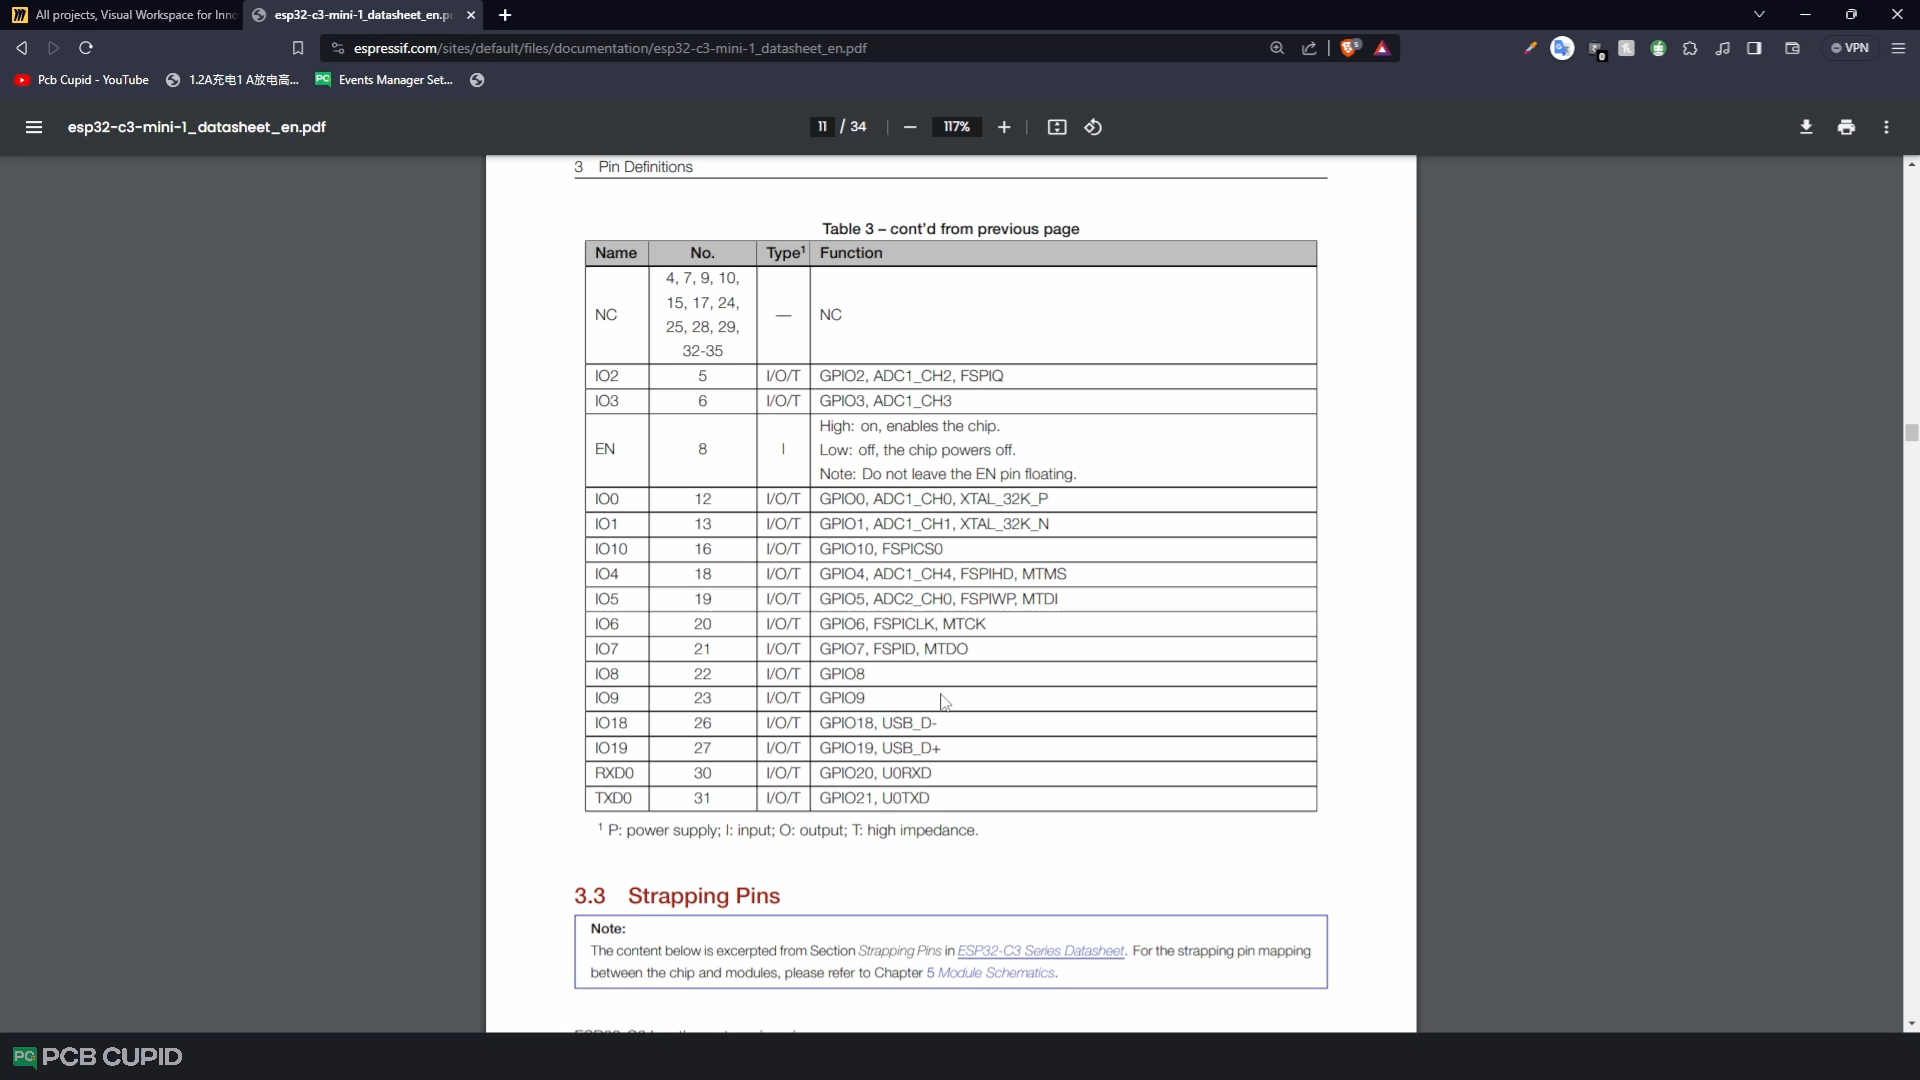 All projects, Visual Workspace for Inno
esp32-c3-mini-1_datasheet_en.p
espressif.com/sites/default/files/documentation/esp32-c3-mini-1_datasheet_en.pdf
VPN
Pcb Cupid - YouTube
1.2A充电1 A放电高...
Events Manager Set...
esp32-c3-mini-1_datasheet_en.pdf
11 / 34
117%
3 Pin Definitions
Table 3 – cont'd from previous page
Name No. Type¹ Function
4, 7, 9, 10,
15, 17, 24,
NC — NC
25, 28, 29,
32-35
IO2 5 I/O/T GPIO2, ADC1_CH2, FSPIQ
IO3 6 I/O/T GPIO3, ADC1_CH3
High: on, enables the chip.
EN 8 I Low: off, the chip powers off.
Note: Do not leave the EN pin floating.
IO0 12 I/O/T GPIO0, ADC1_CH0, XTAL_32K_P
IO1 13 I/O/T GPIO1, ADC1_CH1, XTAL_32K_N
IO10 16 I/O/T GPIO10, FSPICS0
IO4 18 I/O/T GPIO4, ADC1_CH4, FSPIHD, MTMS
IO5 19 I/O/T GPIO5, ADC2_CH0, FSPIWP, MTDI
IO6 20 I/O/T GPIO6, FSPICLK, MTCK
IO7 21 I/O/T GPIO7, FSPID, MTDO
IO8 22 I/O/T GPIO8
IO9 23 I/O/T GPIO9
IO18 26 I/O/T GPIO18, USB_D-
IO19 27 I/O/T GPIO19, USB_D+
RXD0 30 I/O/T GPIO20, U0RXD
TXD0 31 I/O/T GPIO21, U0TXD
¹ P: power supply; I: input; O: output; T: high impedance.
3.3 Strapping Pins
Note:
The content below is excerpted from Section Strapping Pins in ESP32-C3 Series Datasheet. For the strapping pin mapping
between the chip and modules, please refer to Chapter 5 Module Schematics.
PCB CUPID